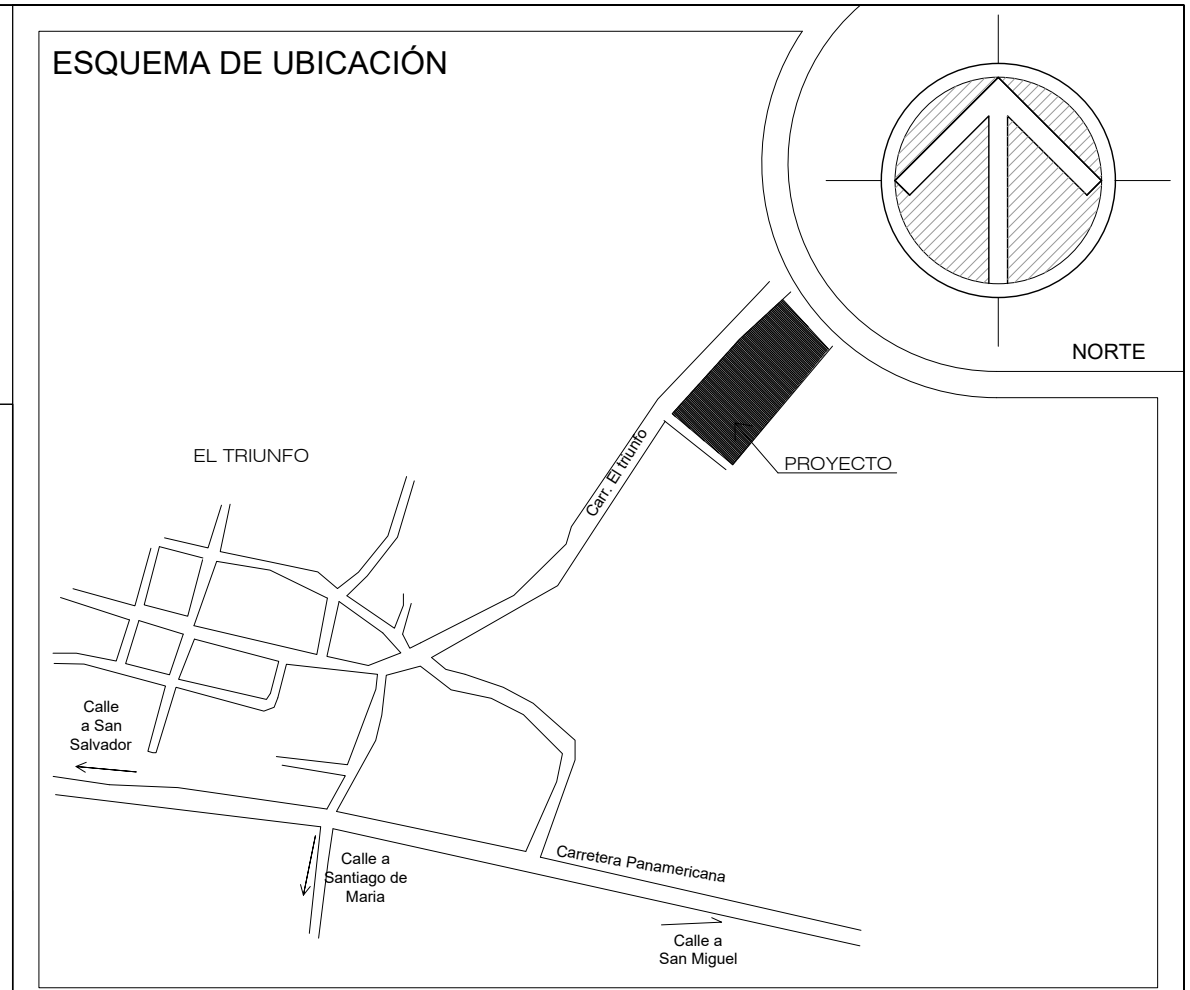 ESQUEMA DE UBICACIÓN
NORTE
EL TRIUNFO
Carr. El triunfo
PROYECTO
Calle
a San
Salvador
Calle a
Santiago de
Maria
Carretera Panamericana
Calle a
San Miguel